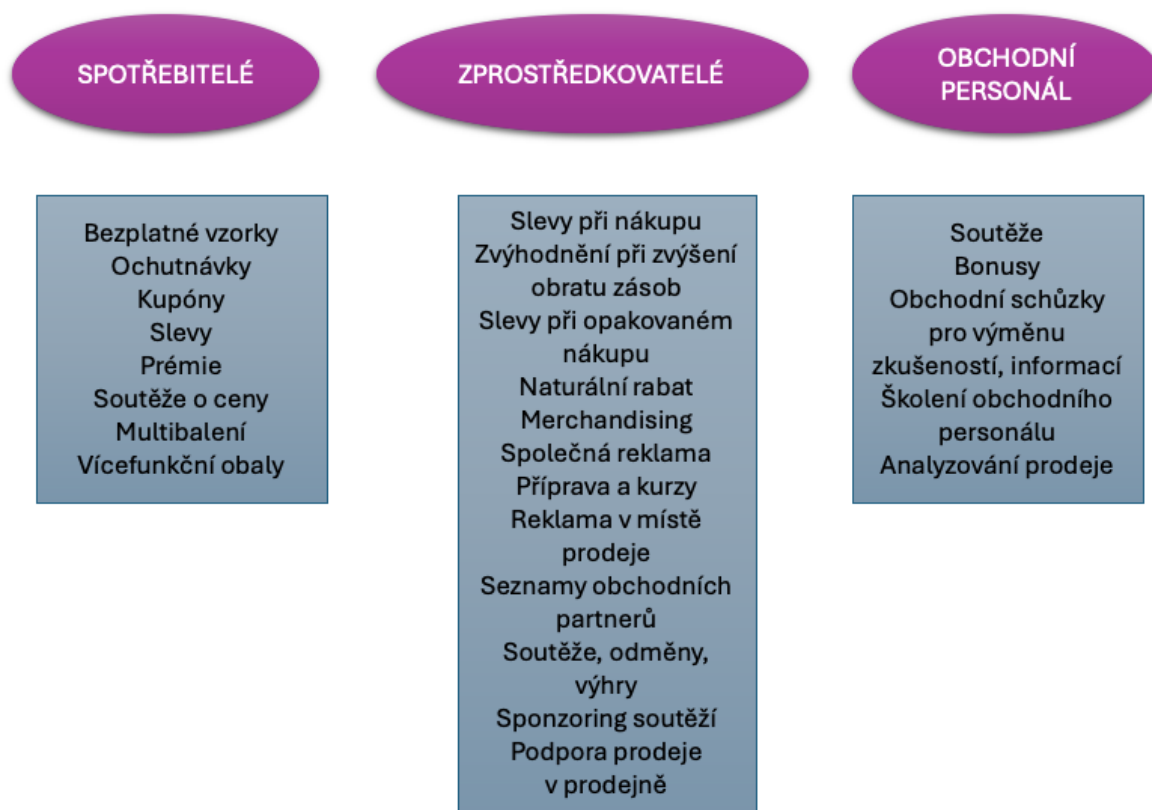 SPOTŘEBITELÉ
ZPROSTŘEDKOVATELÉ
OBCHODNÍ
PERSONÁL
Bezplatné vzorky
Ochutnávky
Kupóny
Slevy
Prémie
Soutěže o ceny
Multibalení
Vícefunkční obaly
Slevy při nákupu
Zvýhodnění při zvýšení
obratu zásob
Slevy při opakovaném
nákupu
Naturální rabat
Merchandising
Společná reklama
Příprava a kurzy
Reklama v místě
prodeje
Seznamy obchodních
partnerů
Soutěže, odměny,
výhry
Sponzoring soutěží
Podpora prodeje
v prodejně
Soutěže
Bonusy
Obchodní schůzky
pro výměnu
zkušeností, informací
Školení obchodního
personálu
Analyzování prodeje